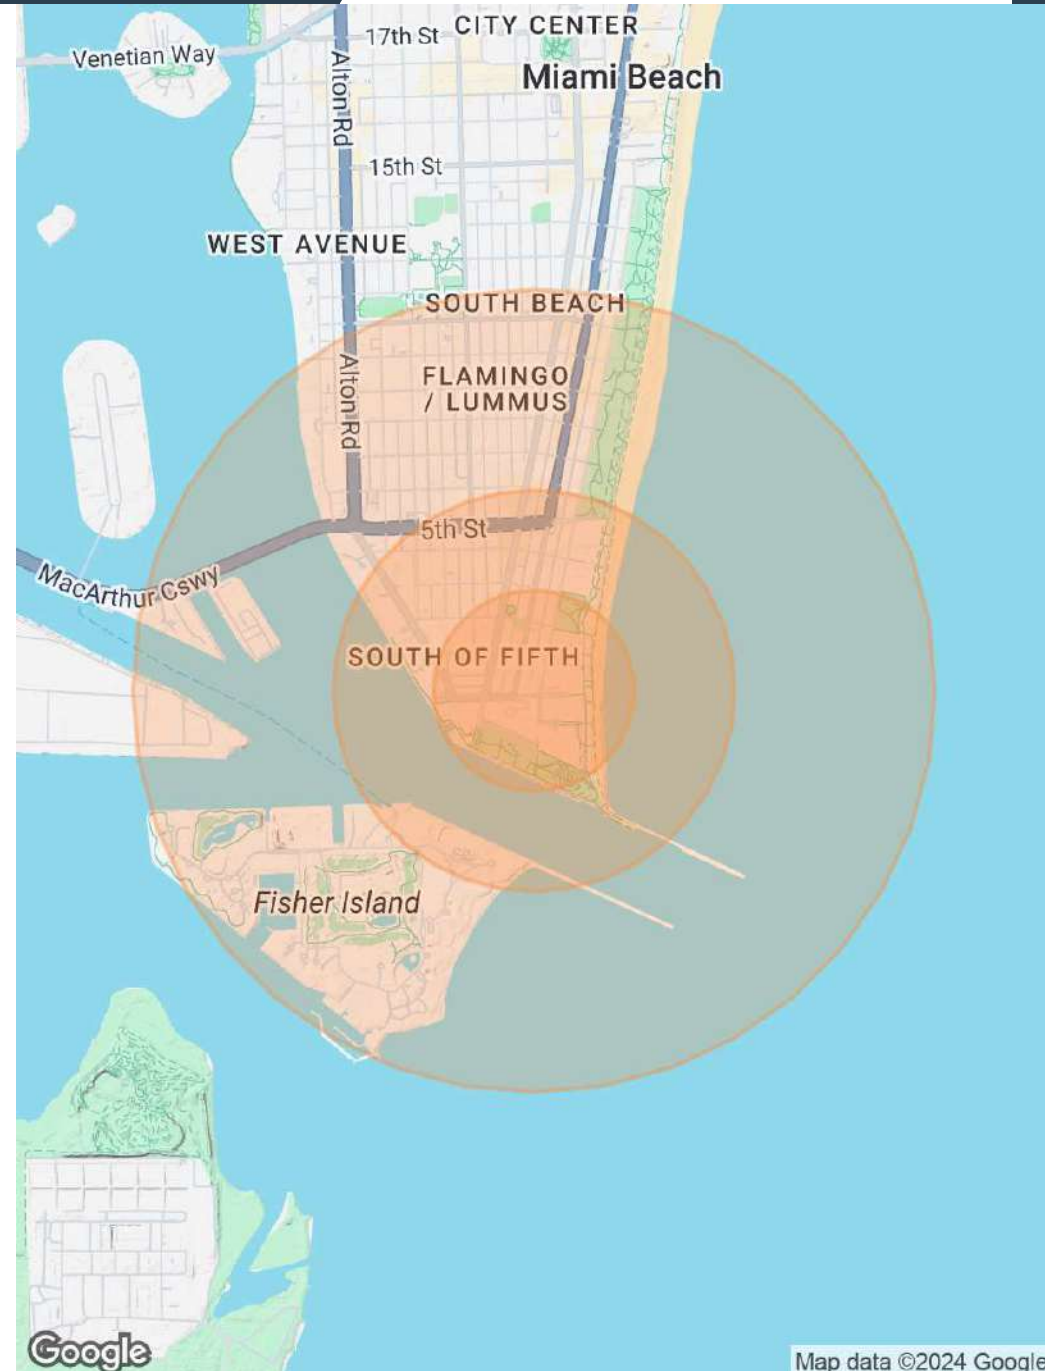 CITY CENTER
17th St
Venetian Way
Miami Beach
Alton Rd
15th St
WEST AVENUE
SOUTH BEACH
FLAMINGO
/ LUMMUS
Alton Rd
5th St
MacArthur Cswy
SOUTH OF FIFTH
Fisher Island
Google
Map data ©2024 Google